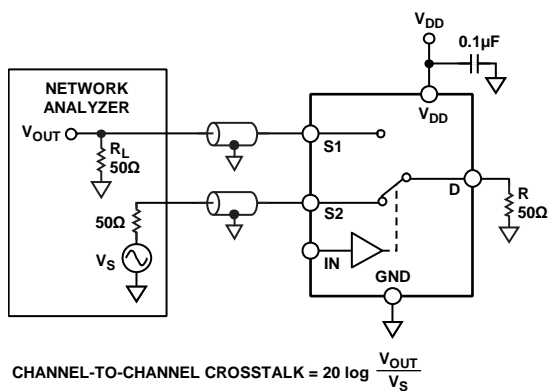 V_DD
0.1µF
NETWORK
ANALYZER
V_OUT
R_L
50Ω
50Ω
V_S
V_DD
S1
S2
IN
D
GND
R
50Ω
CHANNEL-TO-CHANNEL CROSSTALK = 20 log V_OUT/V_S